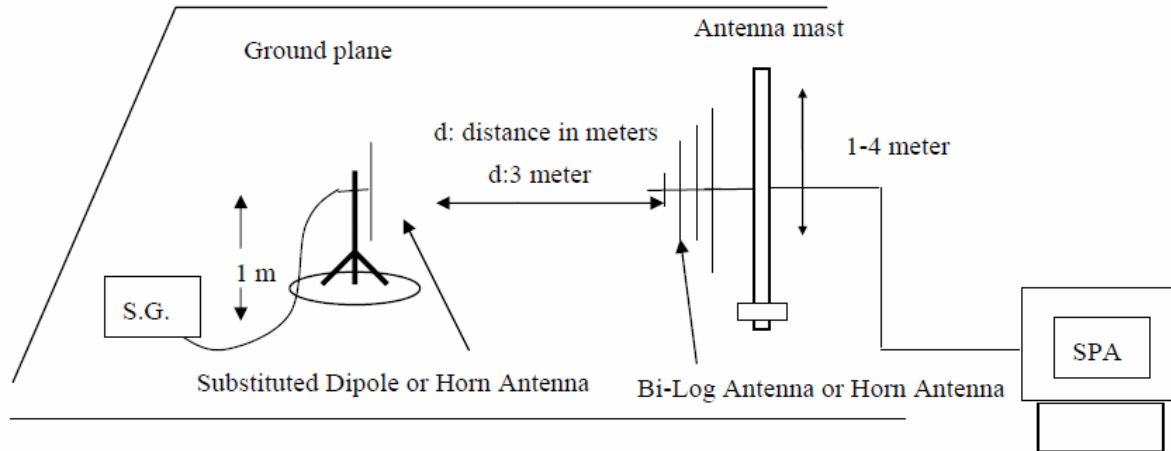 Antenna mast
Ground plane
d: distance in meters
d:3 meter
1-4 meter
1 m
S.G.
SPA
Substituted Dipole or Horn Antenna
Bi-Log Antenna or Horn Antenna